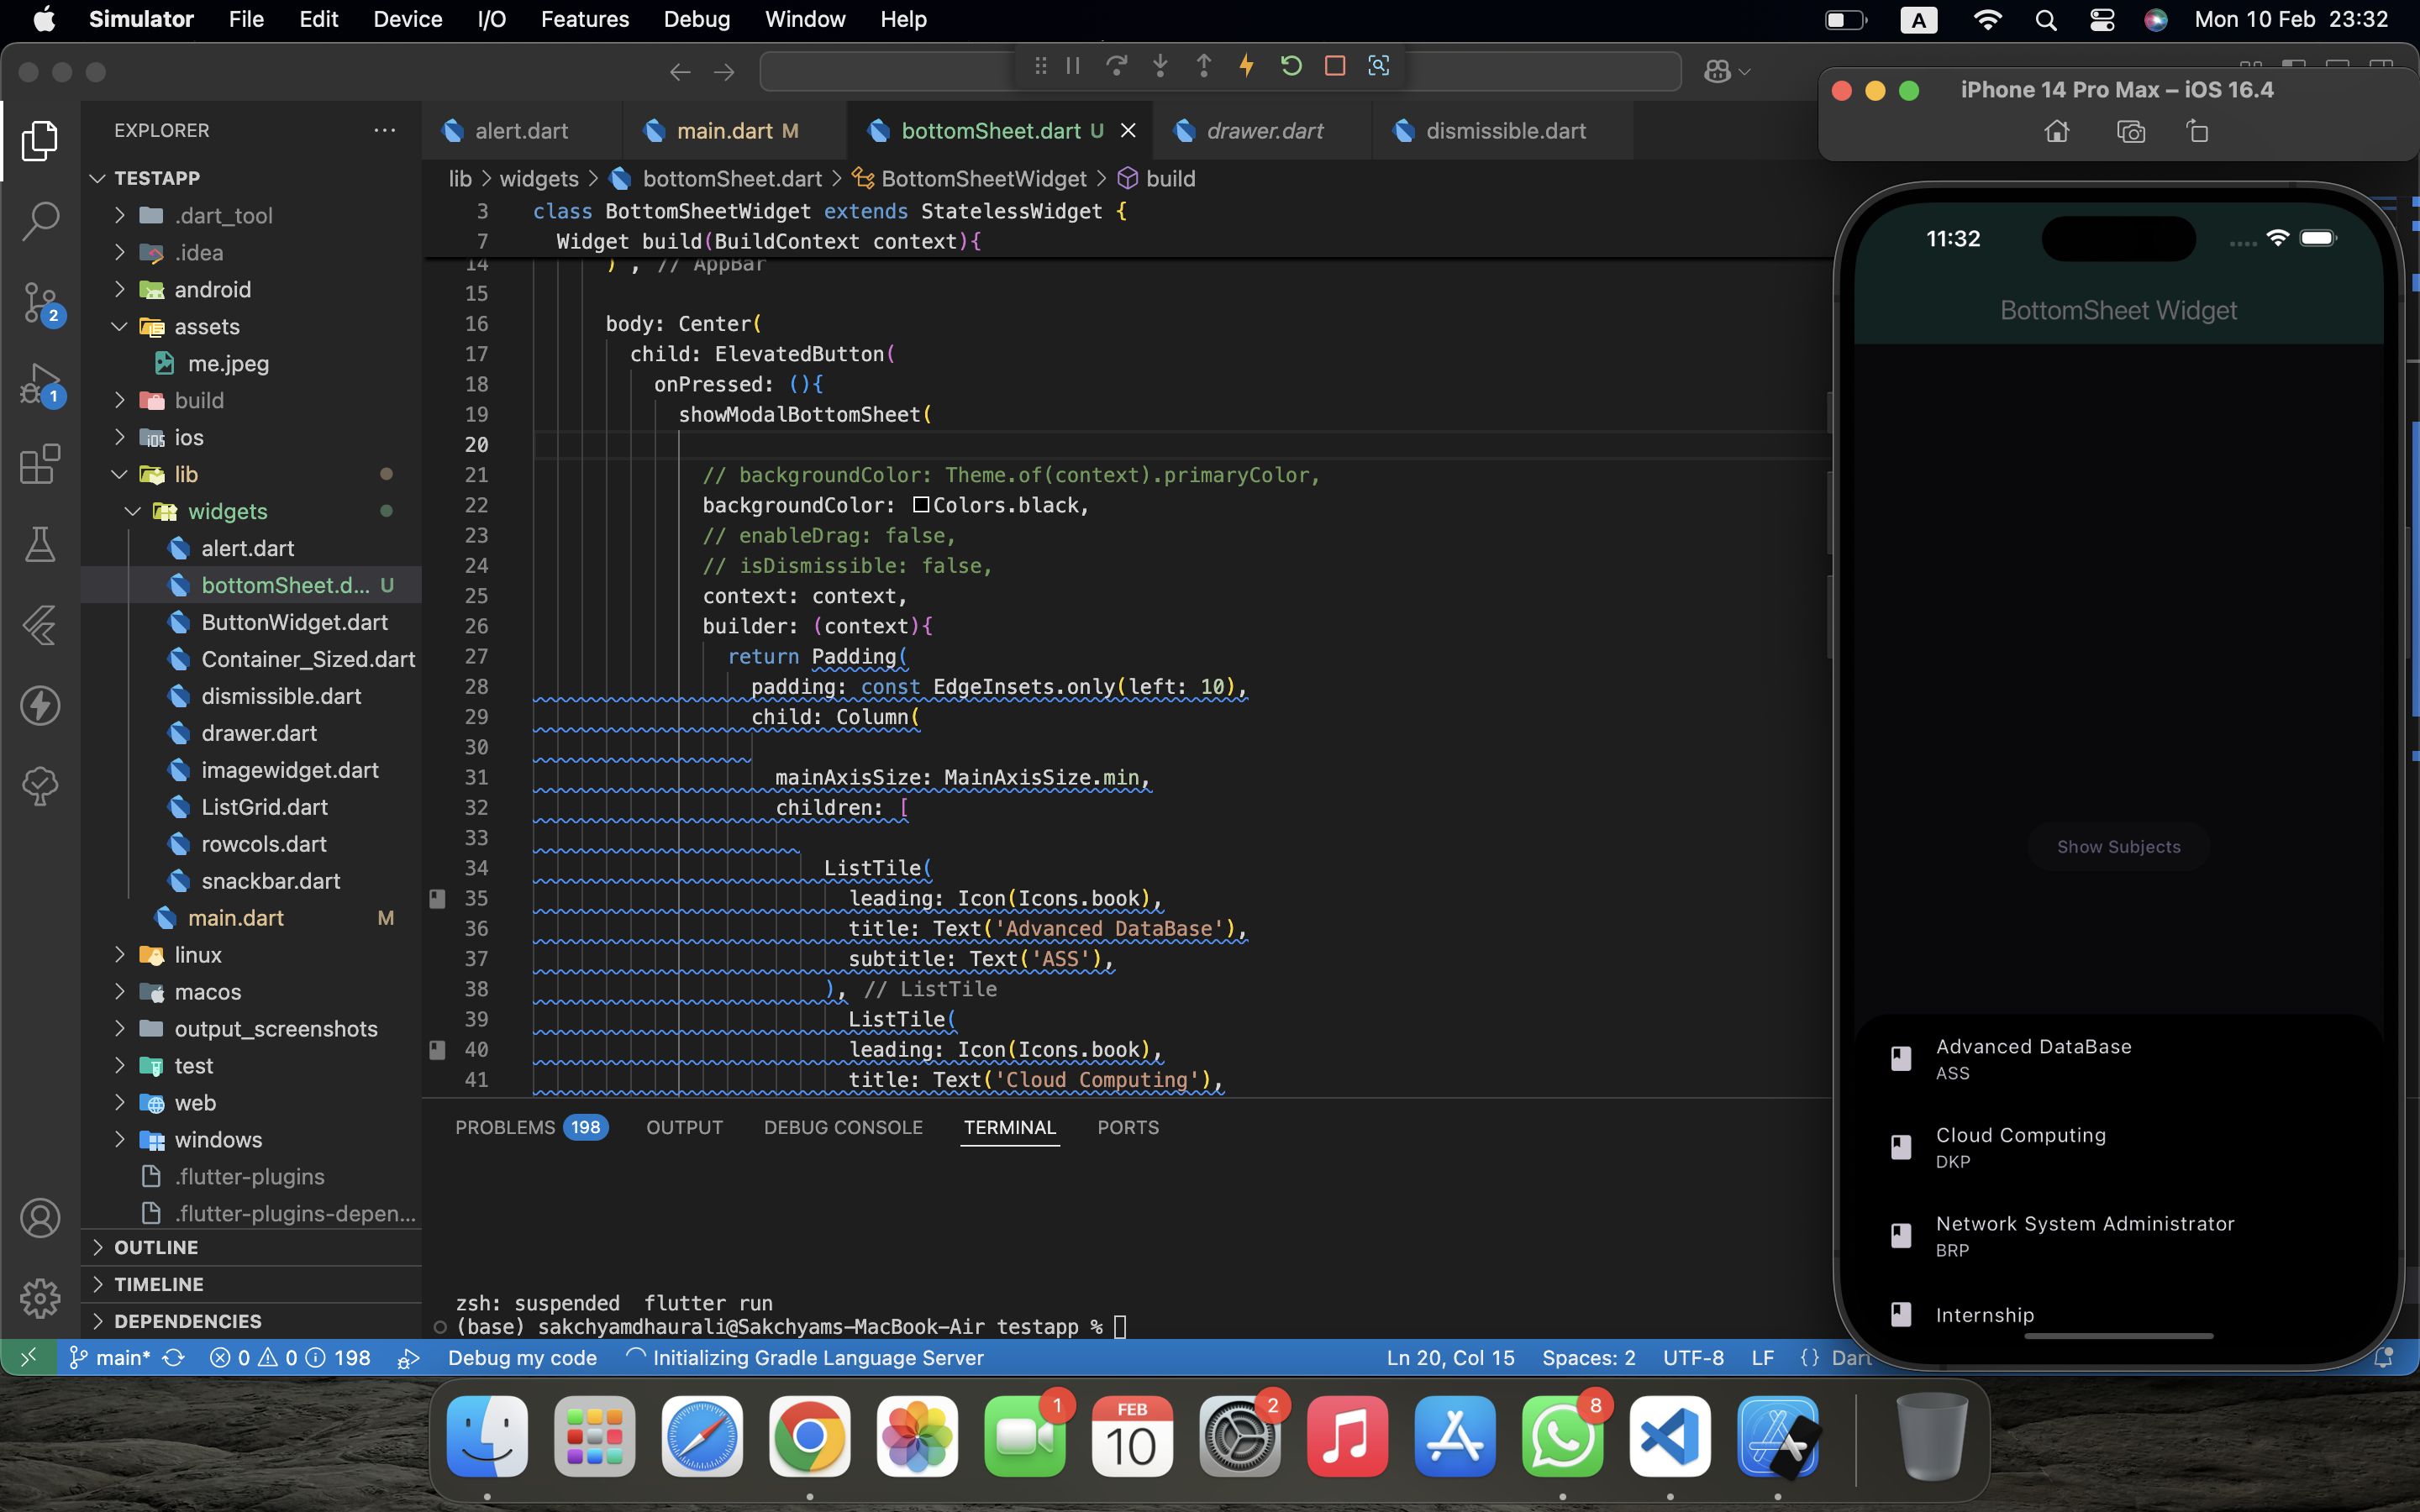 Simulator File Edit Device I/O Features Debug Window Help A Mon 10 Feb 23:32
EXPLORER
TESTAPP
.dart_tool
.idea
android
assets
me.jpeg
build
ios
lib
widgets
alert.dart
bottomSheet.d... U
ButtonWidget.dart
Container_Sized.dart
dismissible.dart
drawer.dart
imagewidget.dart
ListGrid.dart
rowcols.dart
snackbar.dart
main.dart M
linux
macos
output_screenshots
test
web
windows
.flutter-plugins
.flutter-plugins-depen...
OUTLINE
TIMELINE
DEPENDENCIES
2
1
alert.dart main.dart M bottomSheet.dart U drawer.dart dismissible.dart
lib > widgets > bottomSheet.dart > BottomSheetWidget > build
3 class BottomSheetWidget extends StatelessWidget {
7 Widget build(BuildContext context){
14 ) , // AppBar
15
16 body: Center(
17 child: ElevatedButton(
18 onPressed: (){
19 showModalBottomSheet(
20
21 // backgroundColor: Theme.of(context).primaryColor,
22 backgroundColor: Colors.black,
23 // enableDrag: false,
24 // isDismissible: false,
25 context: context,
26 builder: (context){
27 return Padding(
28 padding: const EdgeInsets.only(left: 10),
29 child: Column(
30
31 mainAxisSize: MainAxisSize.min,
32 children: [
33
34 ListTile(
35 leading: Icon(Icons.book),
36 title: Text('Advanced DataBase'),
37 subtitle: Text('ASS'),
38 ), // ListTile
39 ListTile(
40 leading: Icon(Icons.book),
41 title: Text('Cloud Computing'),
PROBLEMS 198 OUTPUT DEBUG CONSOLE TERMINAL PORTS
zsh: suspended flutter run
(base) sakchyamdhaurali@Sakchyams-MacBook-Air testapp %
main* 0 0 198 Debug my code Initializing Gradle Language Server Ln 20, Col 15 Spaces: 2 UTF-8 LF {} Dart
iPhone 14 Pro Max – iOS 16.4
11:32
BottomSheet Widget
Show Subjects
Advanced DataBase
ASS
Cloud Computing
DKP
Network System Administrator
BRP
Internship
1 FEB 10 2 8